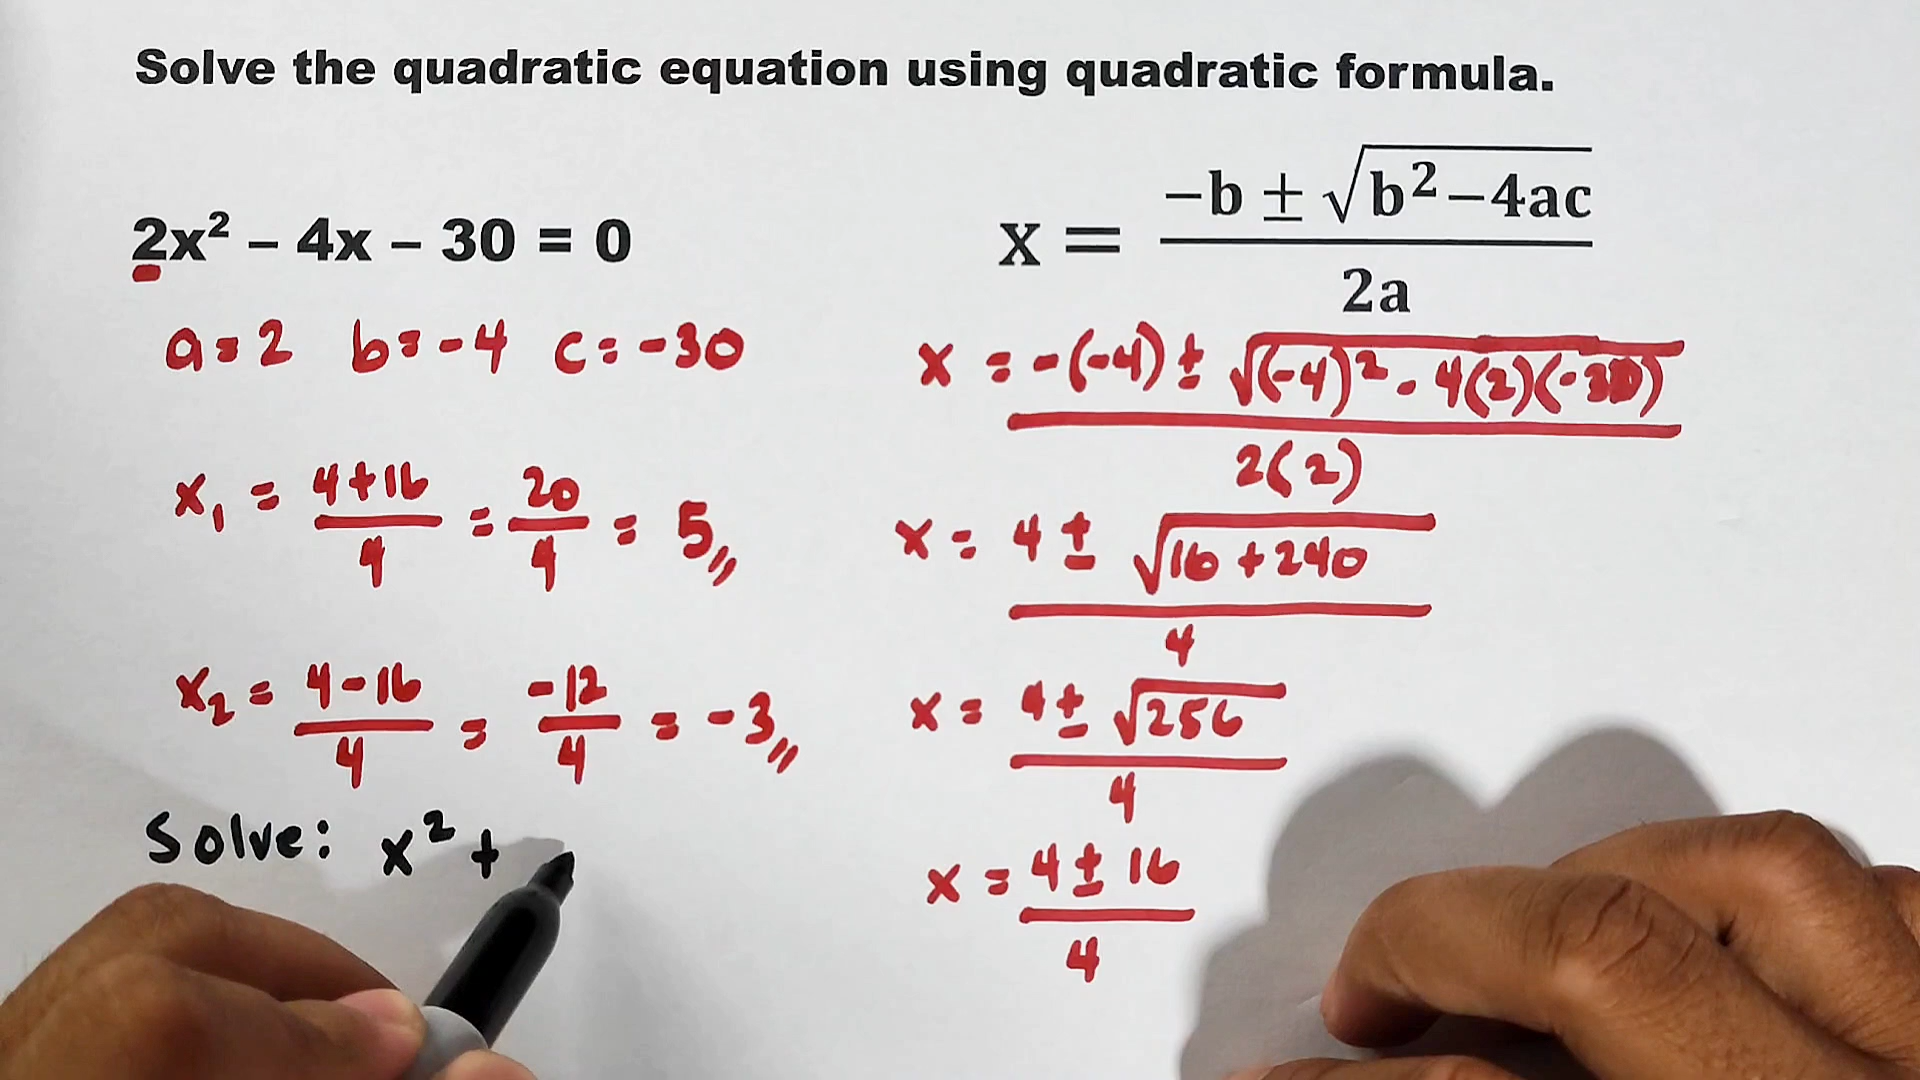 Solve the quadratic equation using quadratic formula.
2x² – 4x – 30 = 0
x = (-b ± √(b²–4ac)) / 2a
a = 2 b = -4 c = -30
x = (-(-4) ± √((-4)² - 4(2)(-30))) / 2(2)
x₁ = (4+16)/4 = 20/4 = 5,,
x = (4 ± √(16+240)) / 4
x₂ = (4-16)/4 = -12/4 = -3,,
x = (4 ± √256) / 4
Solve: x² +
x = (4 ± 16) / 4